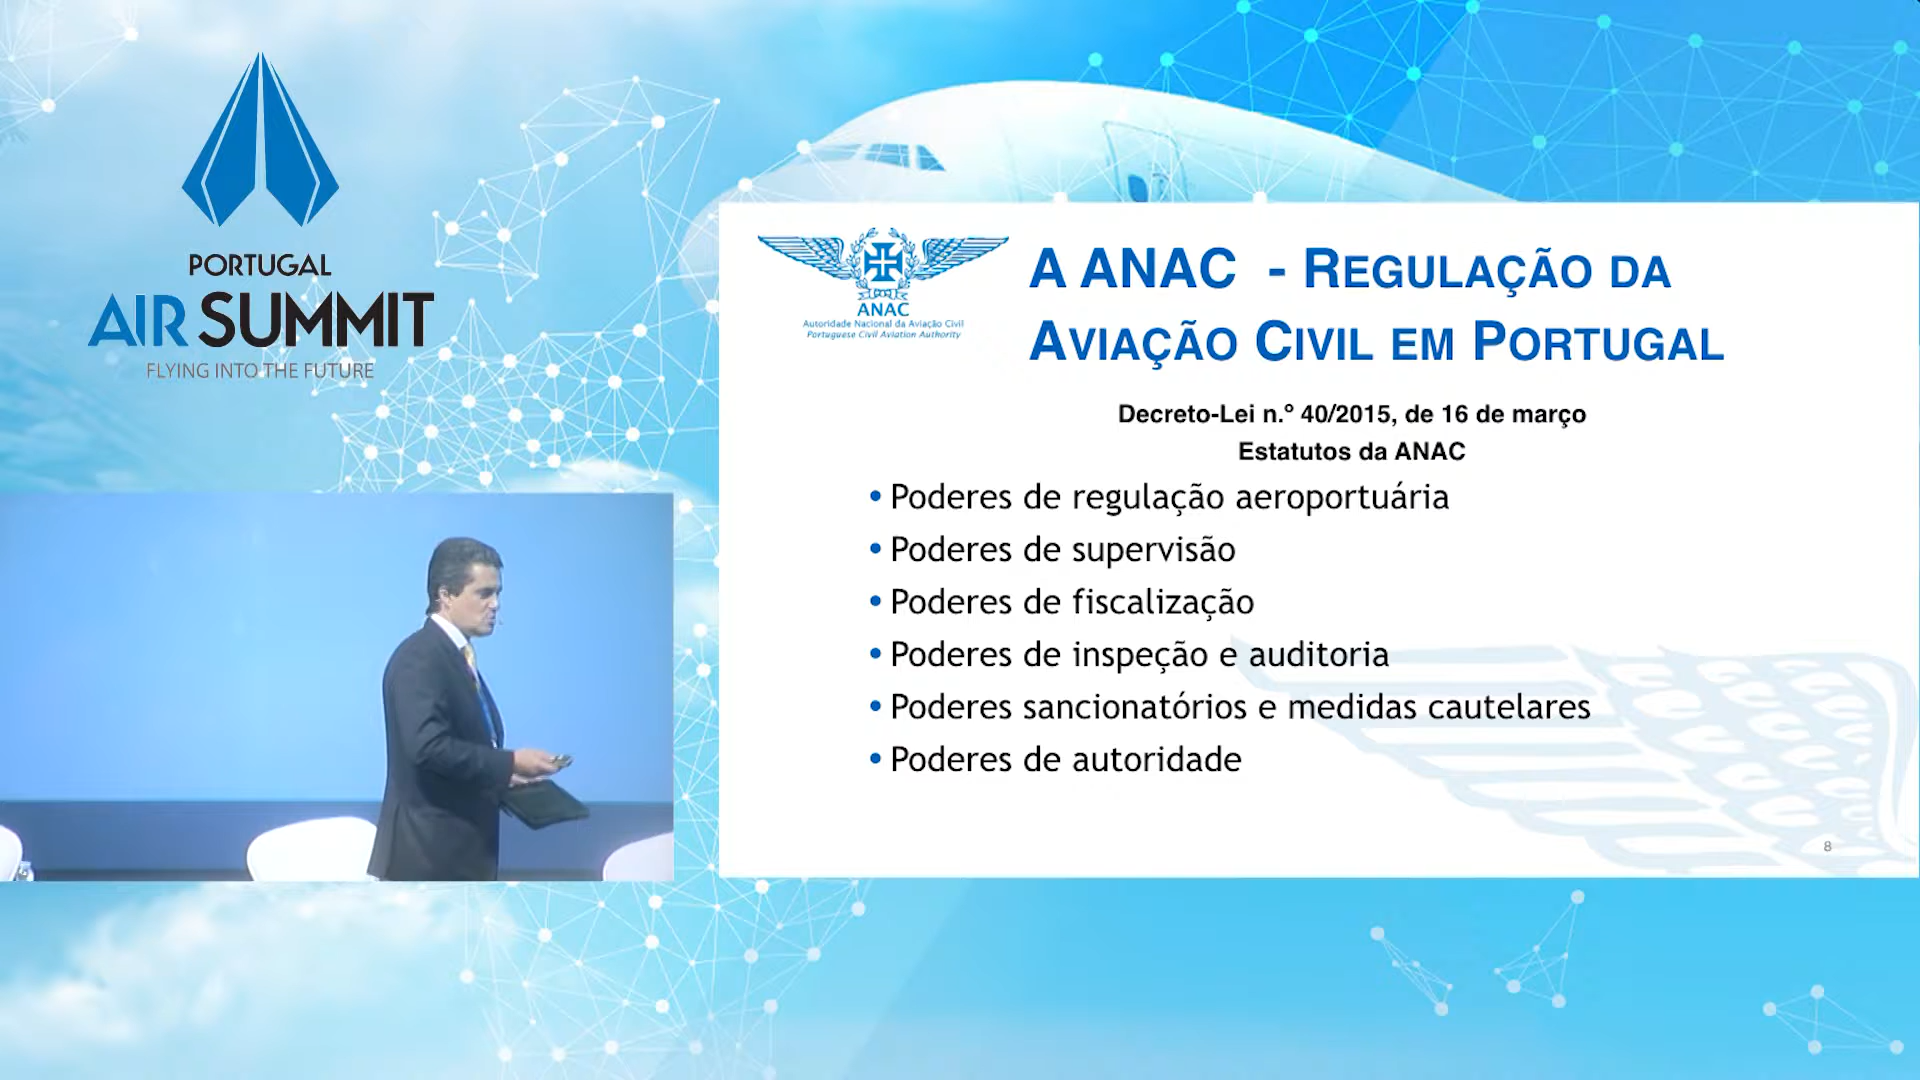 PORTUGAL
AIR SUMMIT
FLYING INTO THE FUTURE
ANAC
Autoridade Nacional da Aviação Civil
Portuguese Civil Aviation Authority
A ANAC - REGULAÇÃO DA
AVIAÇÃO CIVIL EM PORTUGAL
Decreto-Lei n.º 40/2015, de 16 de março
Estatutos da ANAC
• Poderes de regulação aeroportuária
• Poderes de supervisão
• Poderes de fiscalização
• Poderes de inspeção e auditoria
• Poderes sancionatórios e medidas cautelares
• Poderes de autoridade
8